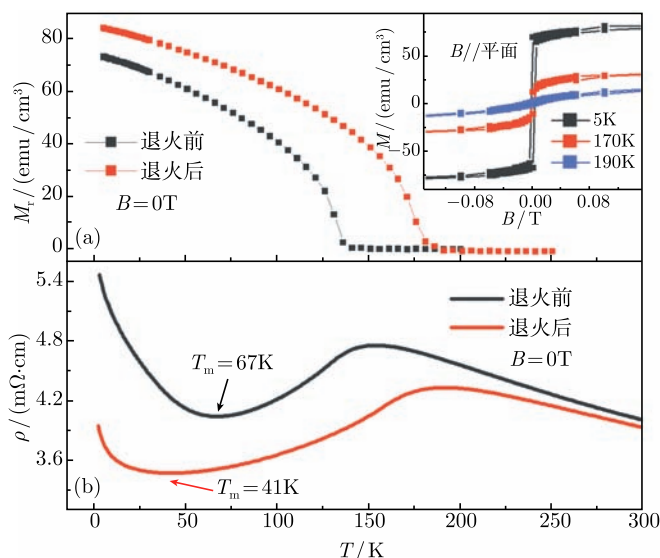 80
60
40
20
0
M_r / (emu / cm³)
退火前
退火后
B=0T
(a)
50
0
−50
M / (emu / cm³)
B//平面
5K
170K
190K
−0.08
0.00
0.08
B / T
5.4
4.8
4.2
3.6
ρ / (mΩ·cm)
退火前
退火后
B=0T
T_m=67K
T_m=41K
(b)
0
50
100
150
200
250
300
T / K